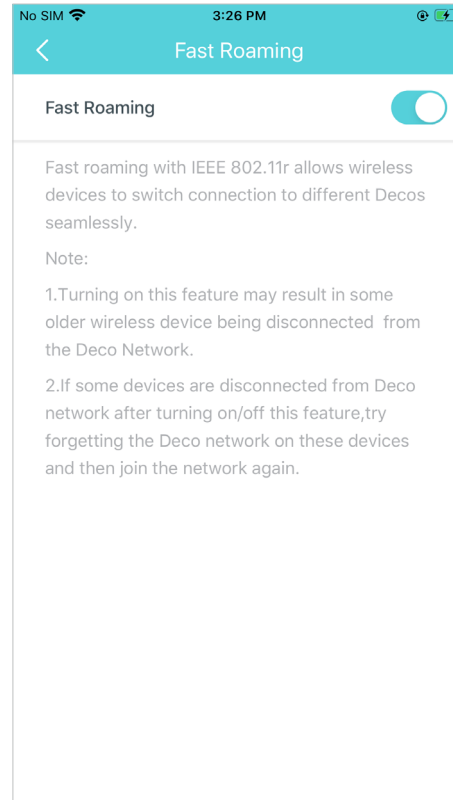 No SIM 3:26 PM
Fast Roaming
Fast Roaming
Fast roaming with IEEE 802.11r allows wireless
devices to switch connection to different Decos
seamlessly.
Note:
1.Turning on this feature may result in some
older wireless device being disconnected  from
the Deco Network.
2.If some devices are disconnected from Deco
network after turning on/off this feature,try
forgetting the Deco network on these devices
and then join the network again.